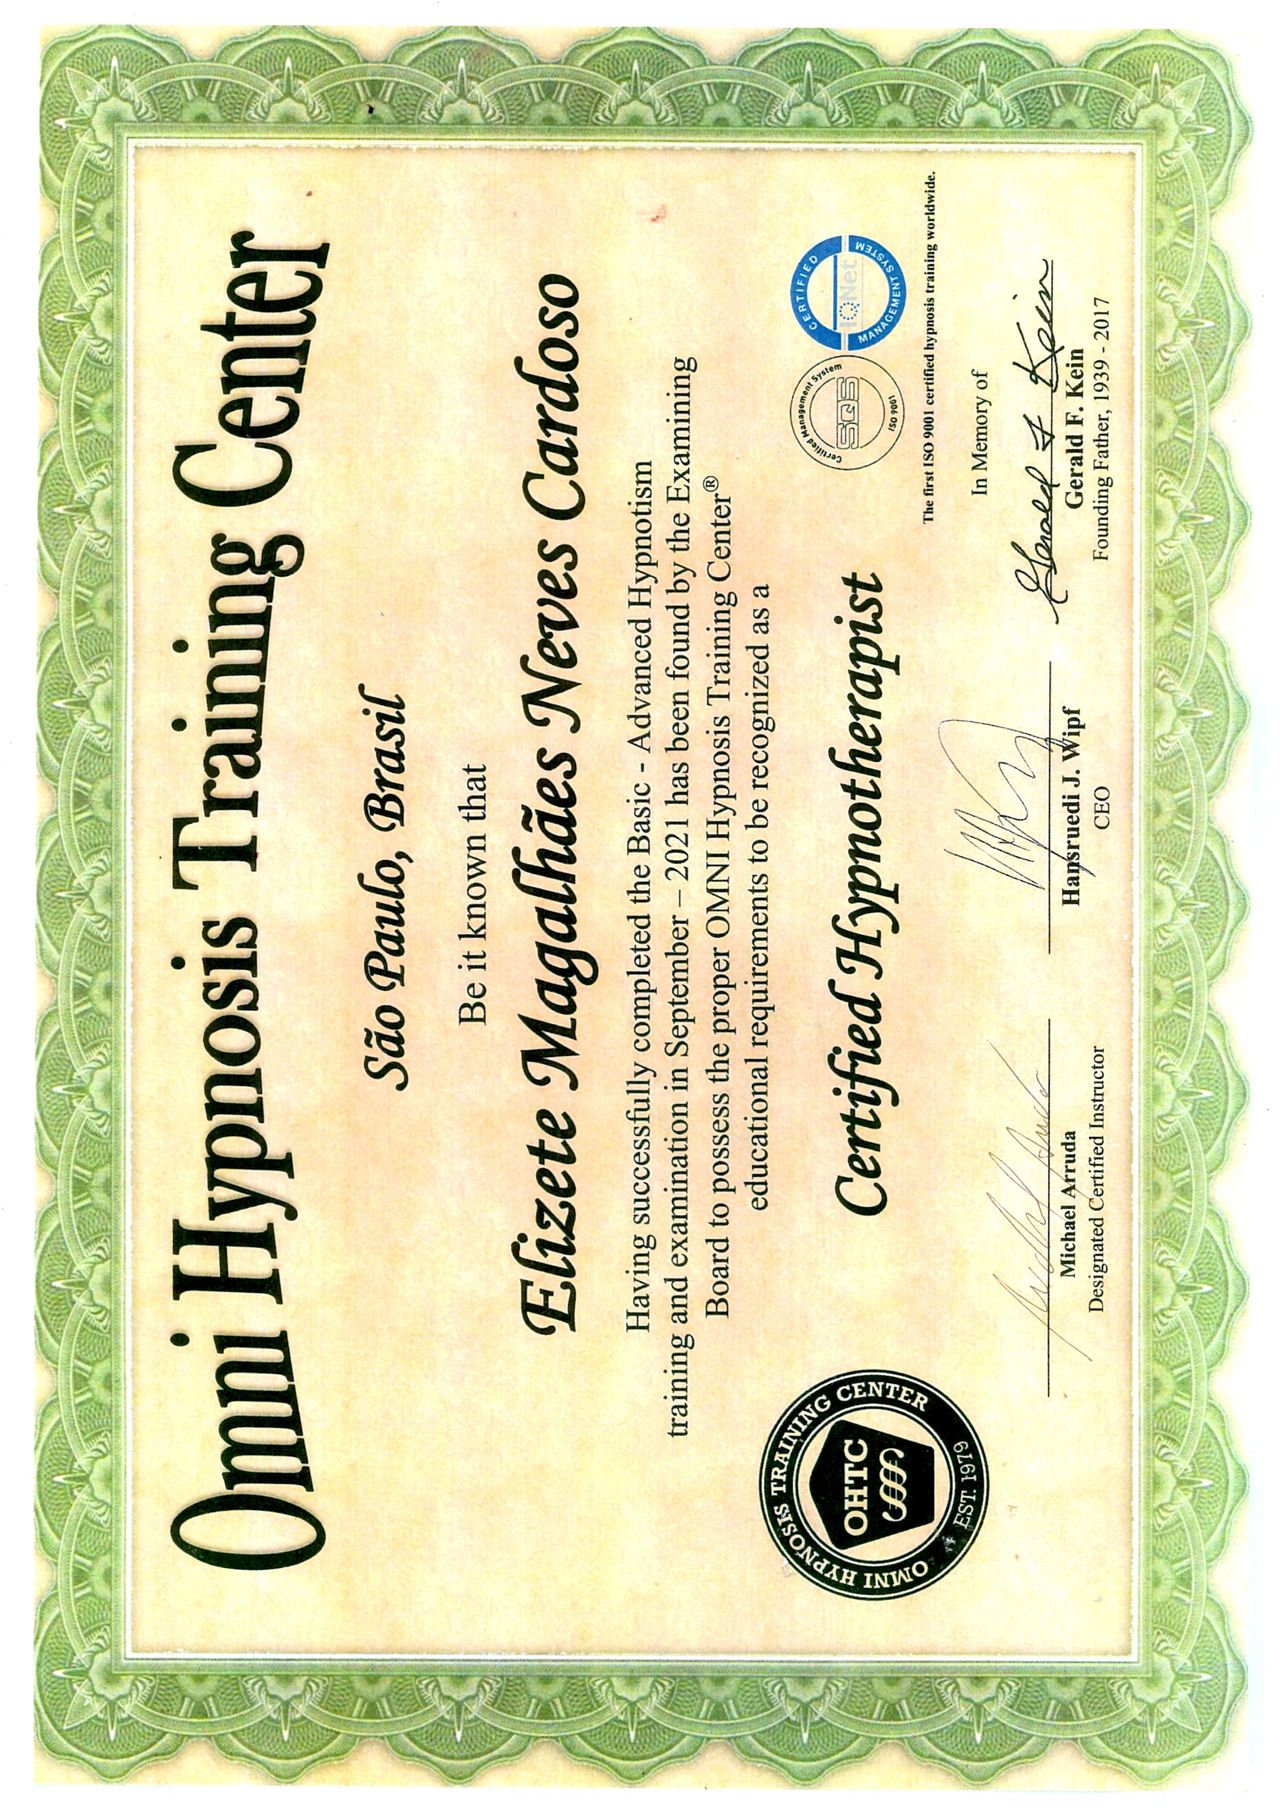 Omni Hypnosis Training Center
São Paulo, Brasil
Be it known that
Elizete Magalhães Neves Cardoso
Having successfully completed the Basic - Advanced Hypnotism
training and examination in September – 2021 has been found by the Examining
Board to possess the proper OMNI Hypnosis Training Center®
educational requirements to be recognized as a
Certified Hypnotherapist
OMNI HYPNOSIS TRAINING CENTER
OHTC
EST. 1979
Certified Management System
SQS
ISO 9001
CERTIFIED
IQNet
MANAGEMENT SYSTEM
The first ISO 9001 certified hypnosis training worldwide.
In Memory of
Gerald F Kein
Michael Arruda
Designated Certified Instructor
Hansruedi J. Wipf
CEO
Gerald F. Kein
Founding Father, 1939 - 2017